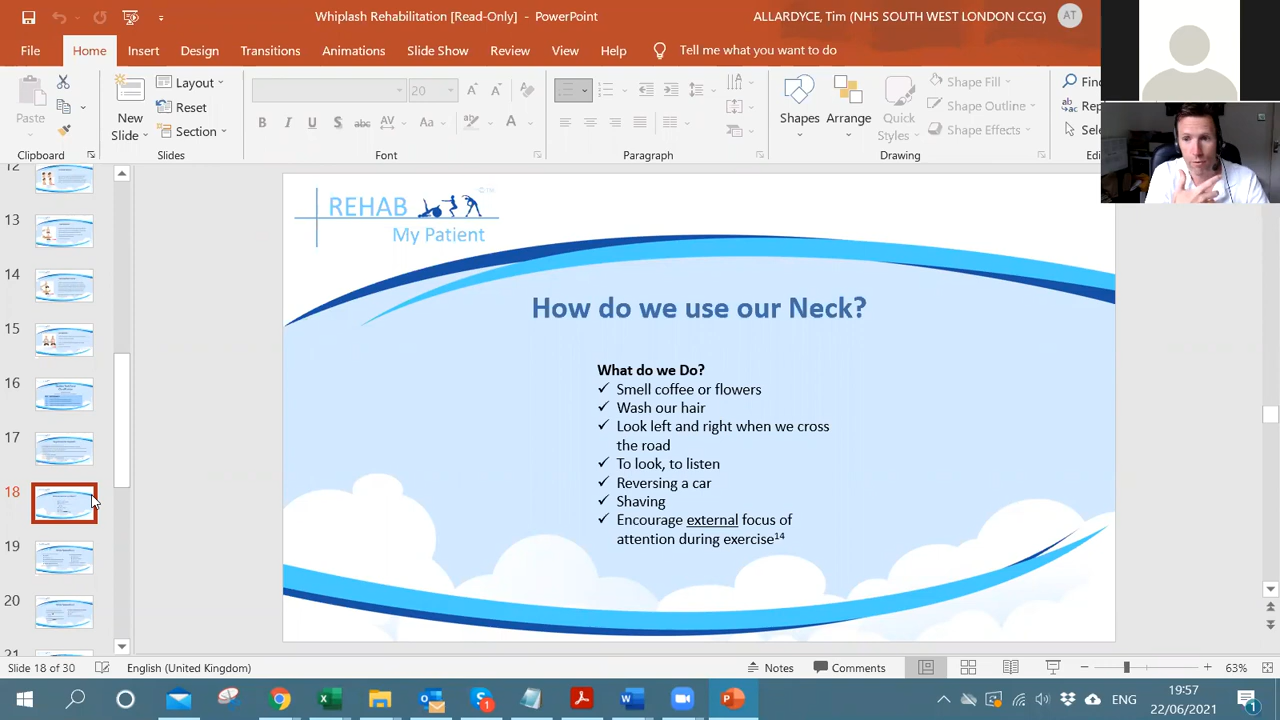 Whiplash Rehabilitation [Read-Only] - PowerPoint
ALLARDYCE, Tim (NHS SOUTH WEST LONDON CCG)
AT
File
Home
Insert
Design
Transitions
Animations
Slide Show
Review
View
Help
Tell me what you want to do
Paste
Clipboard
New
Slide
Layout
Reset
Section
Slides
20
Font
Paragraph
Shapes
Arrange
Quick
Styles
Shape Fill
Shape Outline
Shape Effects
Drawing
12
13
14
15
16
17
18
19
20
21
REHAB ©™
My Patient
How do we use our Neck?
What do we Do?
✓ Smell coffee or flowers
✓ Wash our hair
✓ Look left and right when we cross
the road
✓ To look, to listen
✓ Reversing a car
✓ Shaving
✓ Encourage external focus of
attention during exercise14
Slide 18 of 30
English (United Kingdom)
Notes
Comments
63%
ENG
19:57
22/06/2021
1